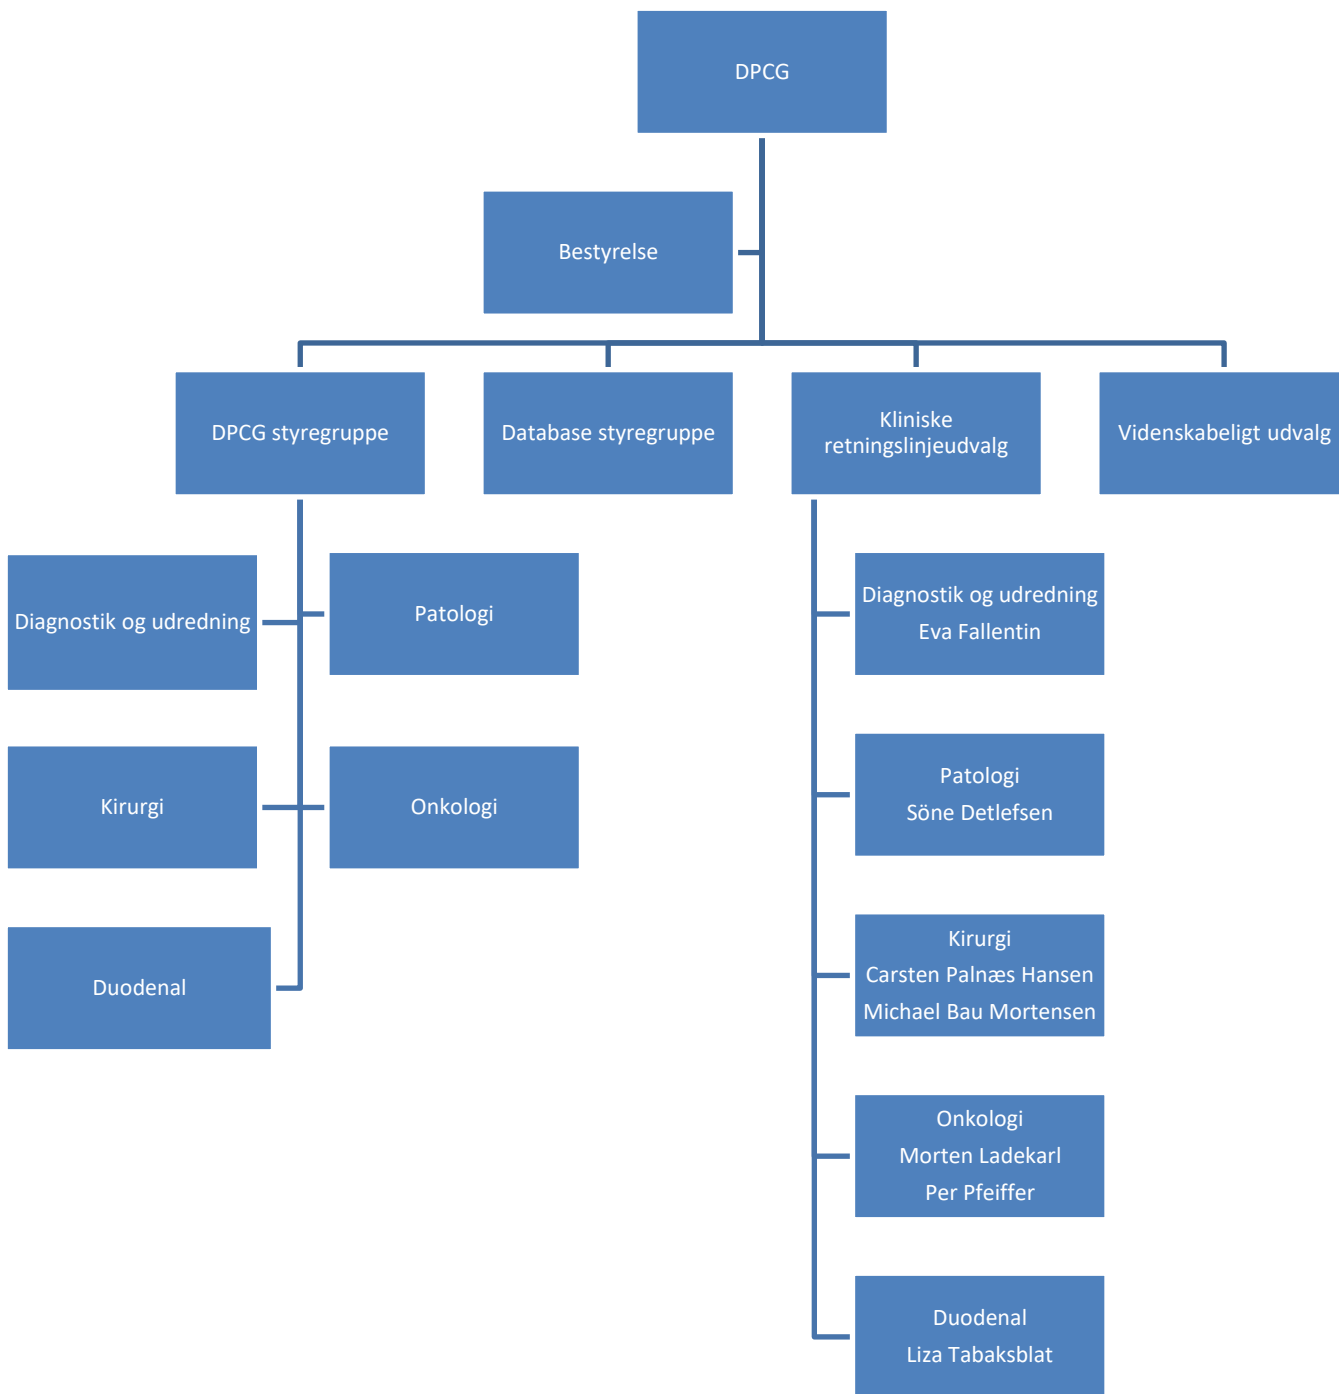 DPCG
Bestyrelse
DPCG styregruppe
Database styregruppe
Kliniske
retningslinjeudvalg
Videnskabeligt udvalg
Diagnostik og udredning
Patologi
Kirurgi
Onkologi
Duodenal
Diagnostik og udredning
Eva Fallentin
Patologi
Söne Detlefsen
Kirurgi
Carsten Palnæs Hansen
Michael Bau Mortensen
Onkologi
Morten Ladekarl
Per Pfeiffer
Duodenal
Liza Tabaksblat